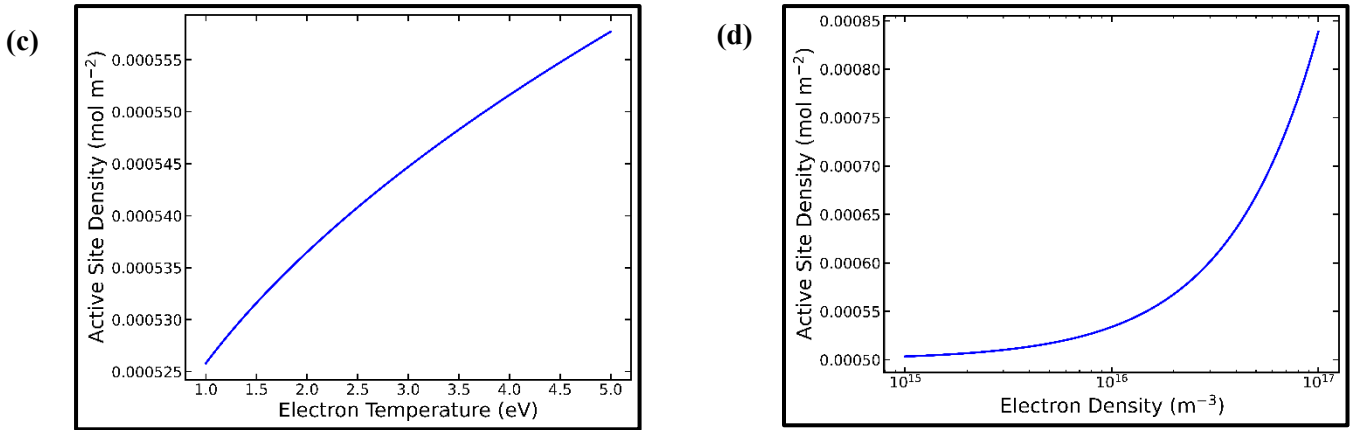 (c)
Active Site Density (mol m⁻²)
0.000555
0.000550
0.000545
0.000540
0.000535
0.000530
0.000525
1.0 1.5 2.0 2.5 3.0 3.5 4.0 4.5 5.0
Electron Temperature (eV)
(d)
Active Site Density (mol m⁻²)
0.00085
0.00080
0.00075
0.00070
0.00065
0.00060
0.00055
0.00050
10¹⁵ 10¹⁶ 10¹⁷
Electron Density (m⁻³)